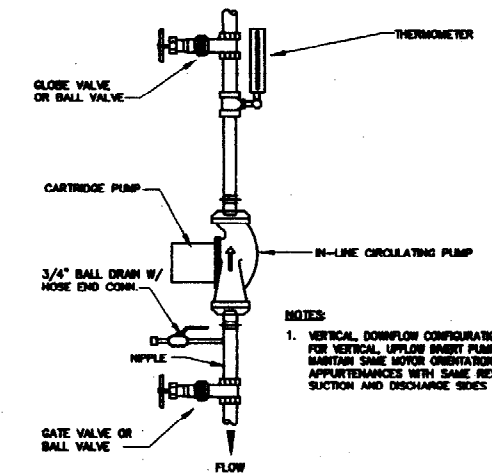 THERMOMETER
GLOBE VALVE
OR BALL VALVE
CARTRIDGE PUMP
IN-LINE CIRCULATING PUMP
3/4" BALL DRAIN W/
HOSE END CONN.
NOTES:
1. VERTICAL, DOWNFLOW CONFIGURATIO
FOR VERTICAL, UPFLOW INVERT PUMP
MAINTAIN SAME MOTOR ORIENTATION
APPURTENANCES WITH SAME RE
SUCTION AND DISCHARGE SIDES
NIPPLE
GATE VALVE OR
BALL VALVE
FLOW